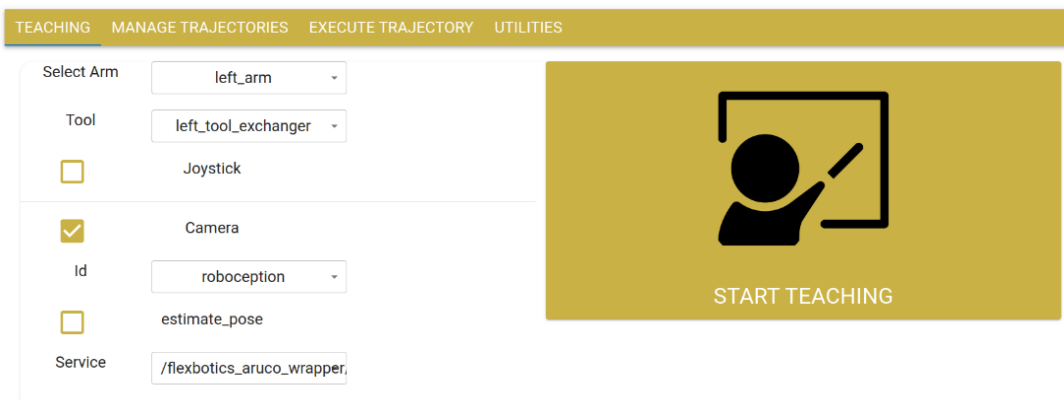 TEACHING MANAGE TRAJECTORIES EXECUTE TRAJECTORY UTILITIES
Select Arm left_arm
Tool left_tool_exchanger
Joystick
Camera
Id roboception
estimate_pose
Service /flexbotics_aruco_wrapper/
START TEACHING